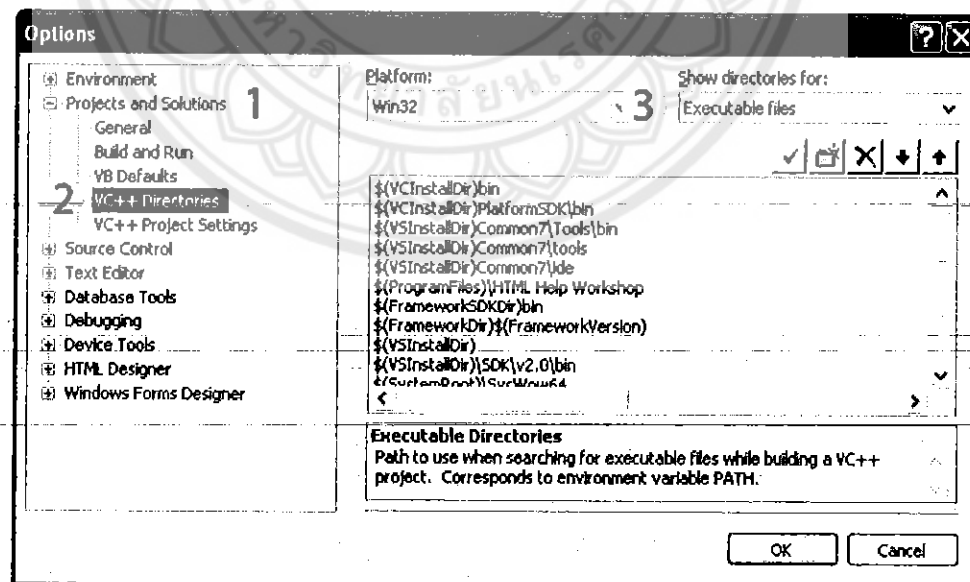 Options
Environment
Projects and Solutions
1
General
Build and Run
VB Defaults
2
VC++ Directories
VC++ Project Settings
Source Control
Text Editor
Database Tools
Debugging
Device Tools
HTML Designer
Windows Forms Designer
Platform:
Win32
3
Show directories for:
Executable files
$(VCInstallDir)bin
$(VCInstallDir)PlatformSDK\bin
$(VSInstallDir)Common7\Tools\bin
$(VSInstallDir)Common7\tools
$(VSInstallDir)Common7\ide
$(ProgramFiles)\HTML Help Workshop
$(FrameworkSDKDir)bin
$(FrameworkDir)$(FrameworkVersion)
$(VSInstallDir)
$(VSInstallDir)\SDK\v2.0\bin
$(SystemRoot)\SysWow64
Executable Directories
Path to use when searching for executable files while building a VC++
project. Corresponds to environment variable PATH.
OK
Cancel